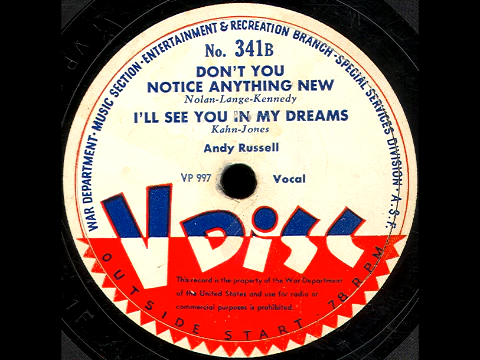 WAR DEPARTMENT - MUSIC SECTION - ENTERTAINMENT & RECREATION BRANCH - SPECIAL SERVICES DIVISION - A.S.F.
No. 341B
DON'T YOU
NOTICE ANYTHING NEW
Nolan-Lange-Kennedy
I'LL SEE YOU IN MY DREAMS
Kahn-Jones
Andy Russell
VP 997 Vocal
V DISC
This record is the property of the War Department
of the United States and use for radio or
commercial purposes is prohibited.
OUTSIDE START 78 RPM